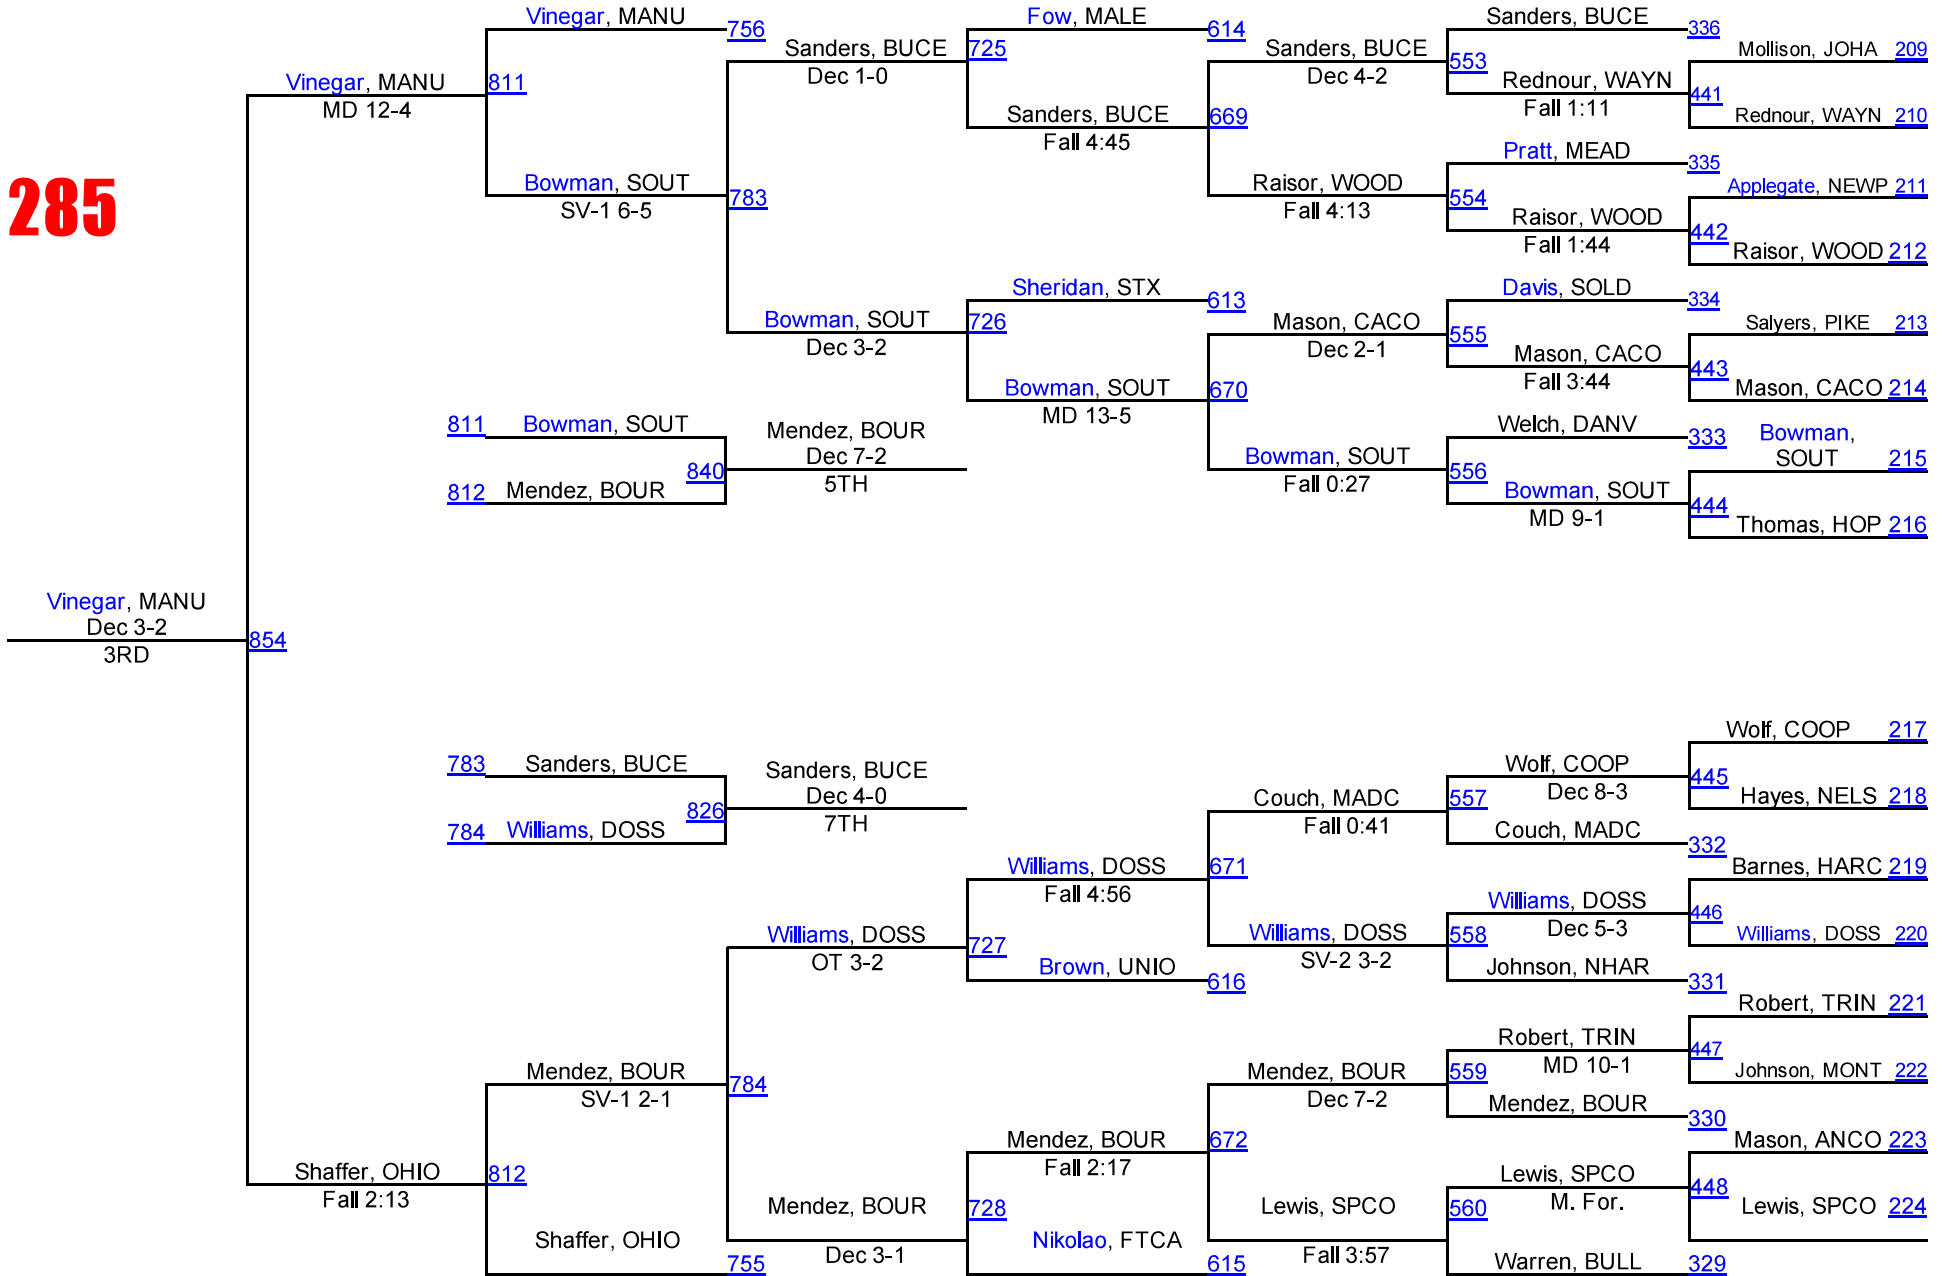 Vinegar, MANU 756
Fow, MALE 614
Sanders, BUCE 336
Sanders, BUCE 725
Dec 1-0
Sanders, BUCE
Dec 4-2
553
Mollison, JOHA 209
Vinegar, MANU 811
MD 12-4
Rednour, WAYN
Fall 1:11
441
Sanders, BUCE 669
Fall 4:45
Rednour, WAYN 210
Pratt, MEAD 335
285
Bowman, SOUT
SV-1 6-5
783
Raisor, WOOD
Fall 4:13
554
Applegate, NEWP 211
Raisor, WOOD
Fall 1:44
442
Raisor, WOOD 212
Sheridan, STX 613
Davis, SOLD 334
Bowman, SOUT
Dec 3-2
726
Mason, CACO
Dec 2-1
555
Salyers, PIKE 213
Mason, CACO
Fall 3:44
443
Bowman, SOUT
MD 13-5
670
Mason, CACO 214
811 Bowman, SOUT
Mendez, BOUR
Dec 7-2
5TH
840
812 Mendez, BOUR
Welch, DANV 333
Bowman,
SOUT 215
Bowman, SOUT
Fall 0:27
556
Bowman, SOUT
MD 9-1
444
Thomas, HOP 216
Vinegar, MANU
Dec 3-2
3RD
854
Wolf, COOP 217
783 Sanders, BUCE
Sanders, BUCE
Dec 4-0
7TH
826
784 Williams, DOSS
Wolf, COOP
Dec 8-3
445
Couch, MADC
Fall 0:41
557
Hayes, NELS 218
Couch, MADC 332
Williams, DOSS
Fall 4:56
671
Barnes, HARC 219
Williams, DOSS
Dec 5-3
446
Williams, DOSS
OT 3-2
727
Williams, DOSS
SV-2 3-2
558
Williams, DOSS 220
Brown, UNIO 616
Johnson, NHAR 331
Robert, TRIN 221
Robert, TRIN
MD 10-1
447
Mendez, BOUR
SV-1 2-1
784
Mendez, BOUR
Dec 7-2
559
Johnson, MONT 222
Mendez, BOUR 330
Mendez, BOUR
Fall 2:17
672
Mason, ANCO 223
Shaffer, OHIO
Fall 2:13
812
Lewis, SPCO
M. For.
448
Mendez, BOUR
Dec 3-1
728
Lewis, SPCO
Fall 3:57
560
Lewis, SPCO 224
Shaffer, OHIO 755
Nikolao, FTCA 615
Warren, BULL 329